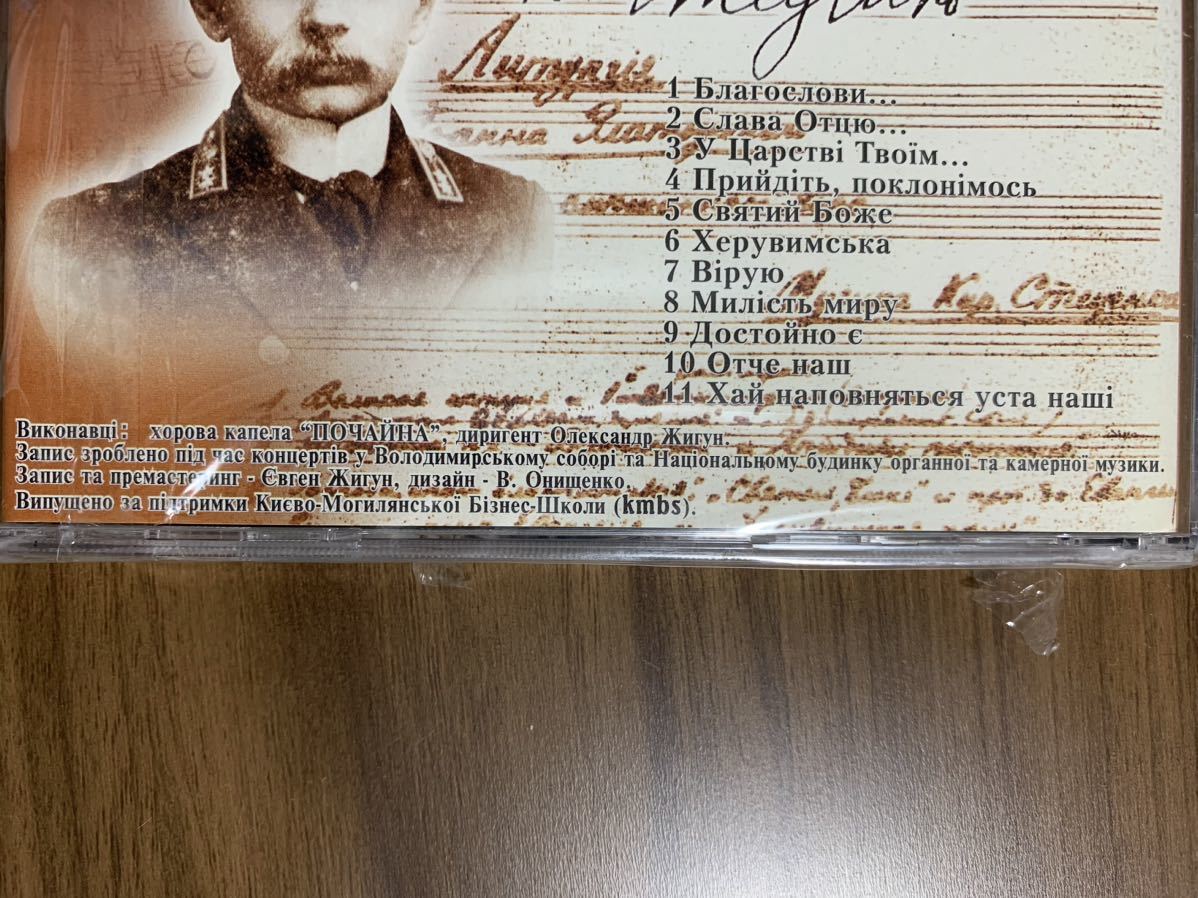 Літургія
1 Благослови...
2 Слава Отцю...
3 У Царстві Твоїм...
4 Прийдіть, поклонімось
5 Святий Боже
6 Херувимська
7 Вірую
8 Милість миру
9 Достойно є
10 Отче наш
11 Хай наповняться уста наші
Виконавці: хорова капела “ПОЧАЙНА”, диригент Олександр Жигун.
Запис зроблено під час концертів у Володимирському соборі та Національному будинку органної та камерної музики.
Запис та премастеринг - Євген Жигун, дизайн - В. Онищенко.
Випущено за підтримки Києво-Могилянської Бізнес-Школи (kmbs).